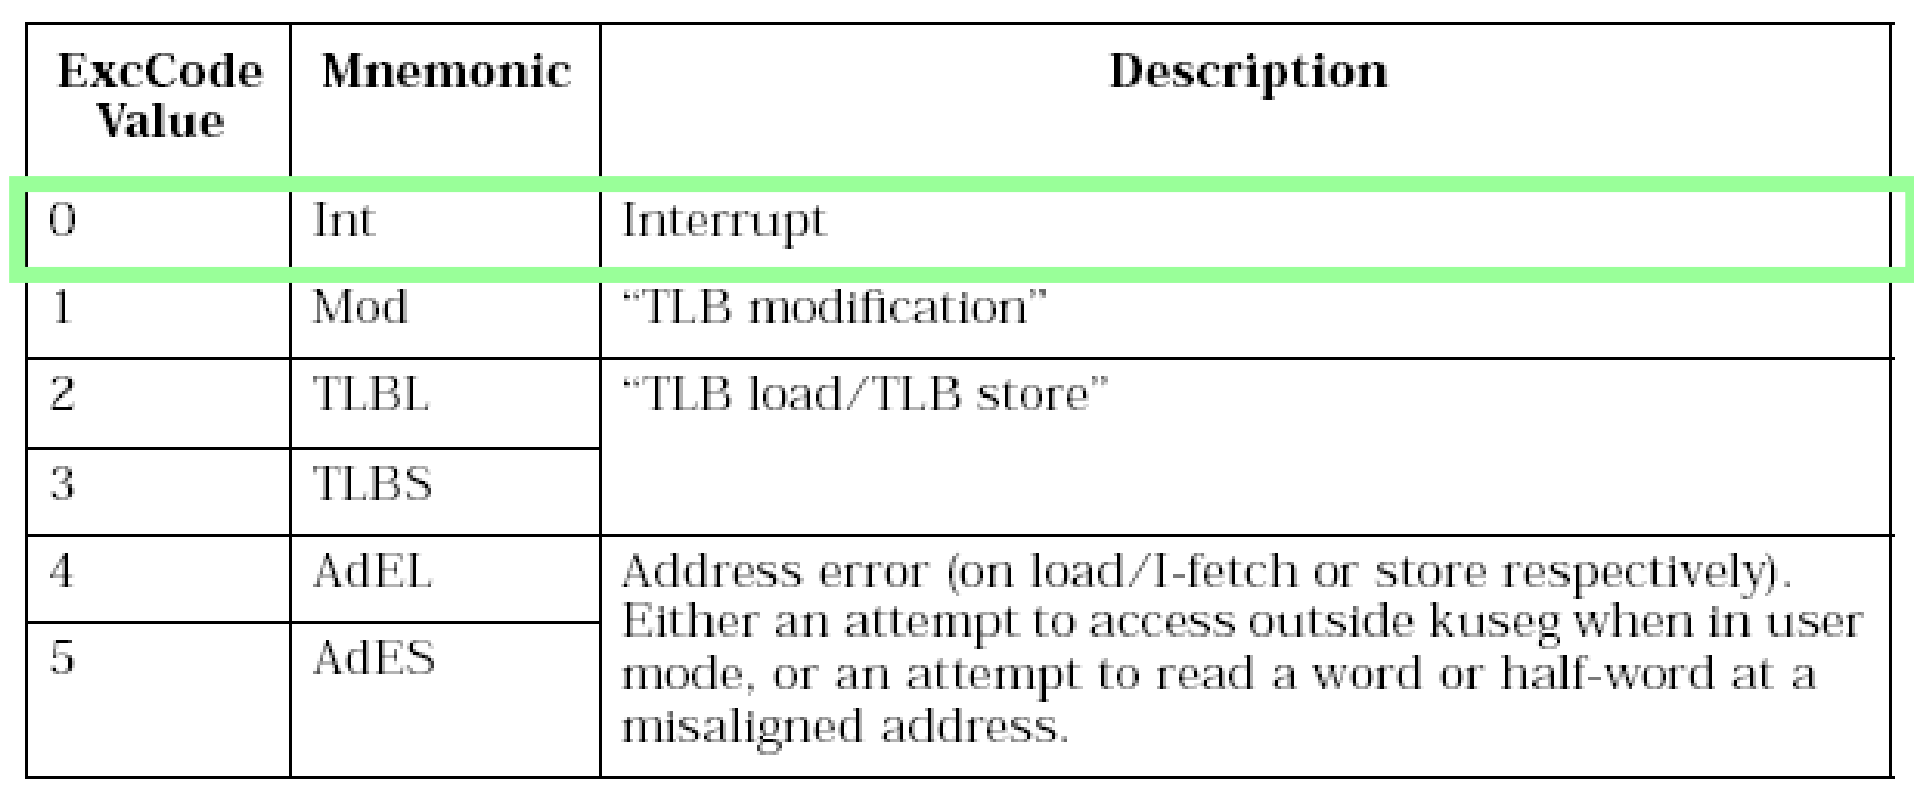 ExcCode Value Mnemonic Description
0 Int Interrupt
1 Mod “TLB modification”
2 TLBL “TLB load/TLB store”
3 TLBS
4 AdEL Address error (on load/I-fetch or store respectively).
Either an attempt to access outside kuseg when in user
5 AdES mode, or an attempt to read a word or half-word at a
misaligned address.